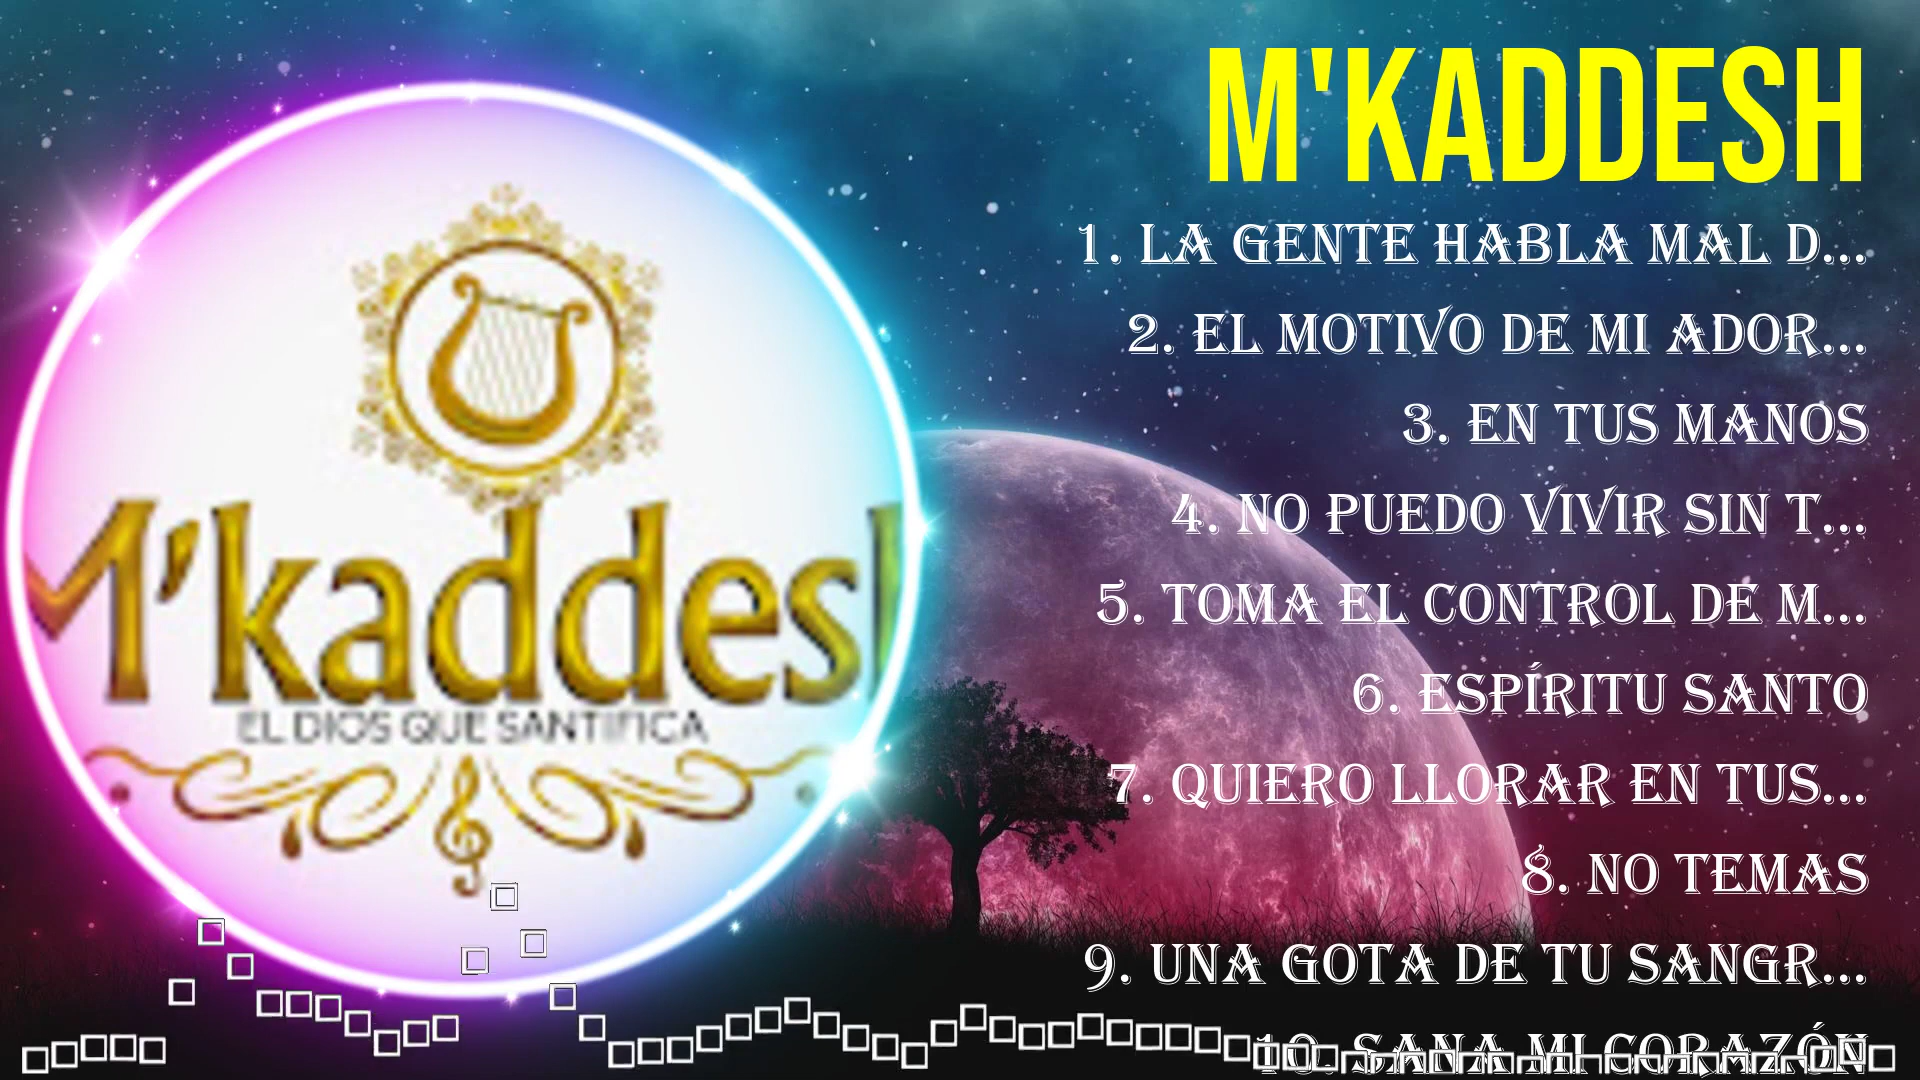 M'KADDESH
1. LA GENTE HABLA MAL D...
2. EL MOTIVO DE MI ADOR...
3. EN TUS MANOS
4. NO PUEDO VIVIR SIN T...
5. TOMA EL CONTROL DE M...
6. ESPÍRITU SANTO
7. QUIERO LLORAR EN TUS...
8. NO TEMAS
9. UNA GOTA DE TU SANGR...
10. SANA MI CORAZÓN
M'kaddesh
EL DIOS QUE SANTIFICA